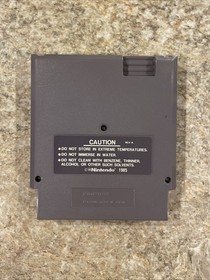 CAUTION
• DO NOT STORE IN EXTREME TEMPERATURES.
• DO NOT IMMERSE IN WATER.
• DO NOT CLEAN WITH BENZENE, THINNER,
ALCOHOL OR OTHER SUCH SOLVENTS.
Nintendo 1985